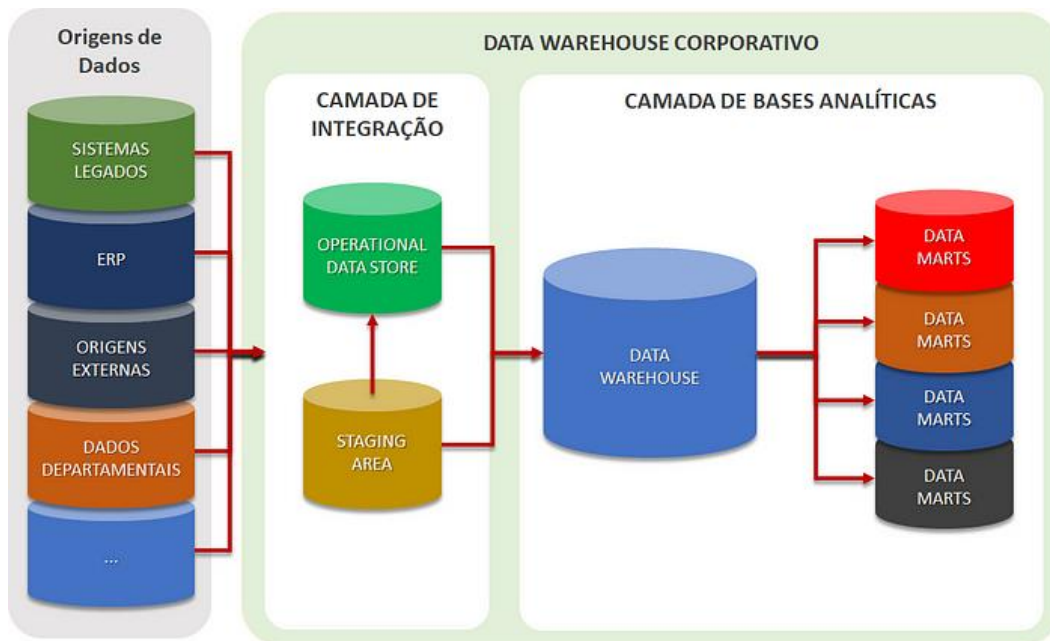 Origens de
Dados
SISTEMAS
LEGADOS
ERP
ORIGENS
EXTERNAS
DADOS
DEPARTAMENTAIS
...
DATA WAREHOUSE CORPORATIVO
CAMADA DE
INTEGRAÇÃO
OPERATIONAL
DATA STORE
STAGING
AREA
CAMADA DE BASES ANALÍTICAS
DATA
WAREHOUSE
DATA
MARTS
DATA
MARTS
DATA
MARTS
DATA
MARTS